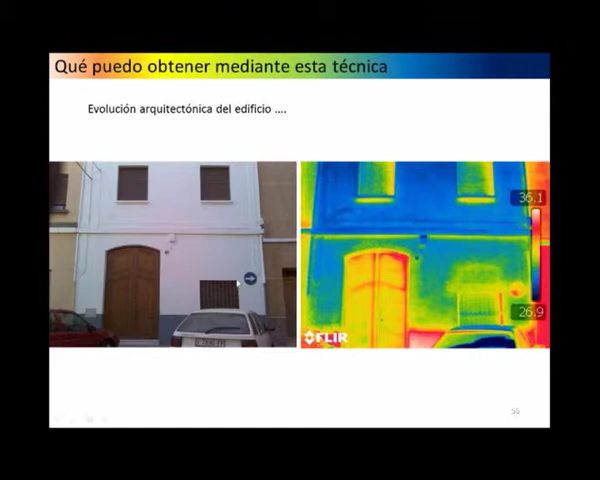 Qué puedo obtener mediante esta técnica
Evolución arquitectónica del edificio ....
36.1
26.9
FLIR
55